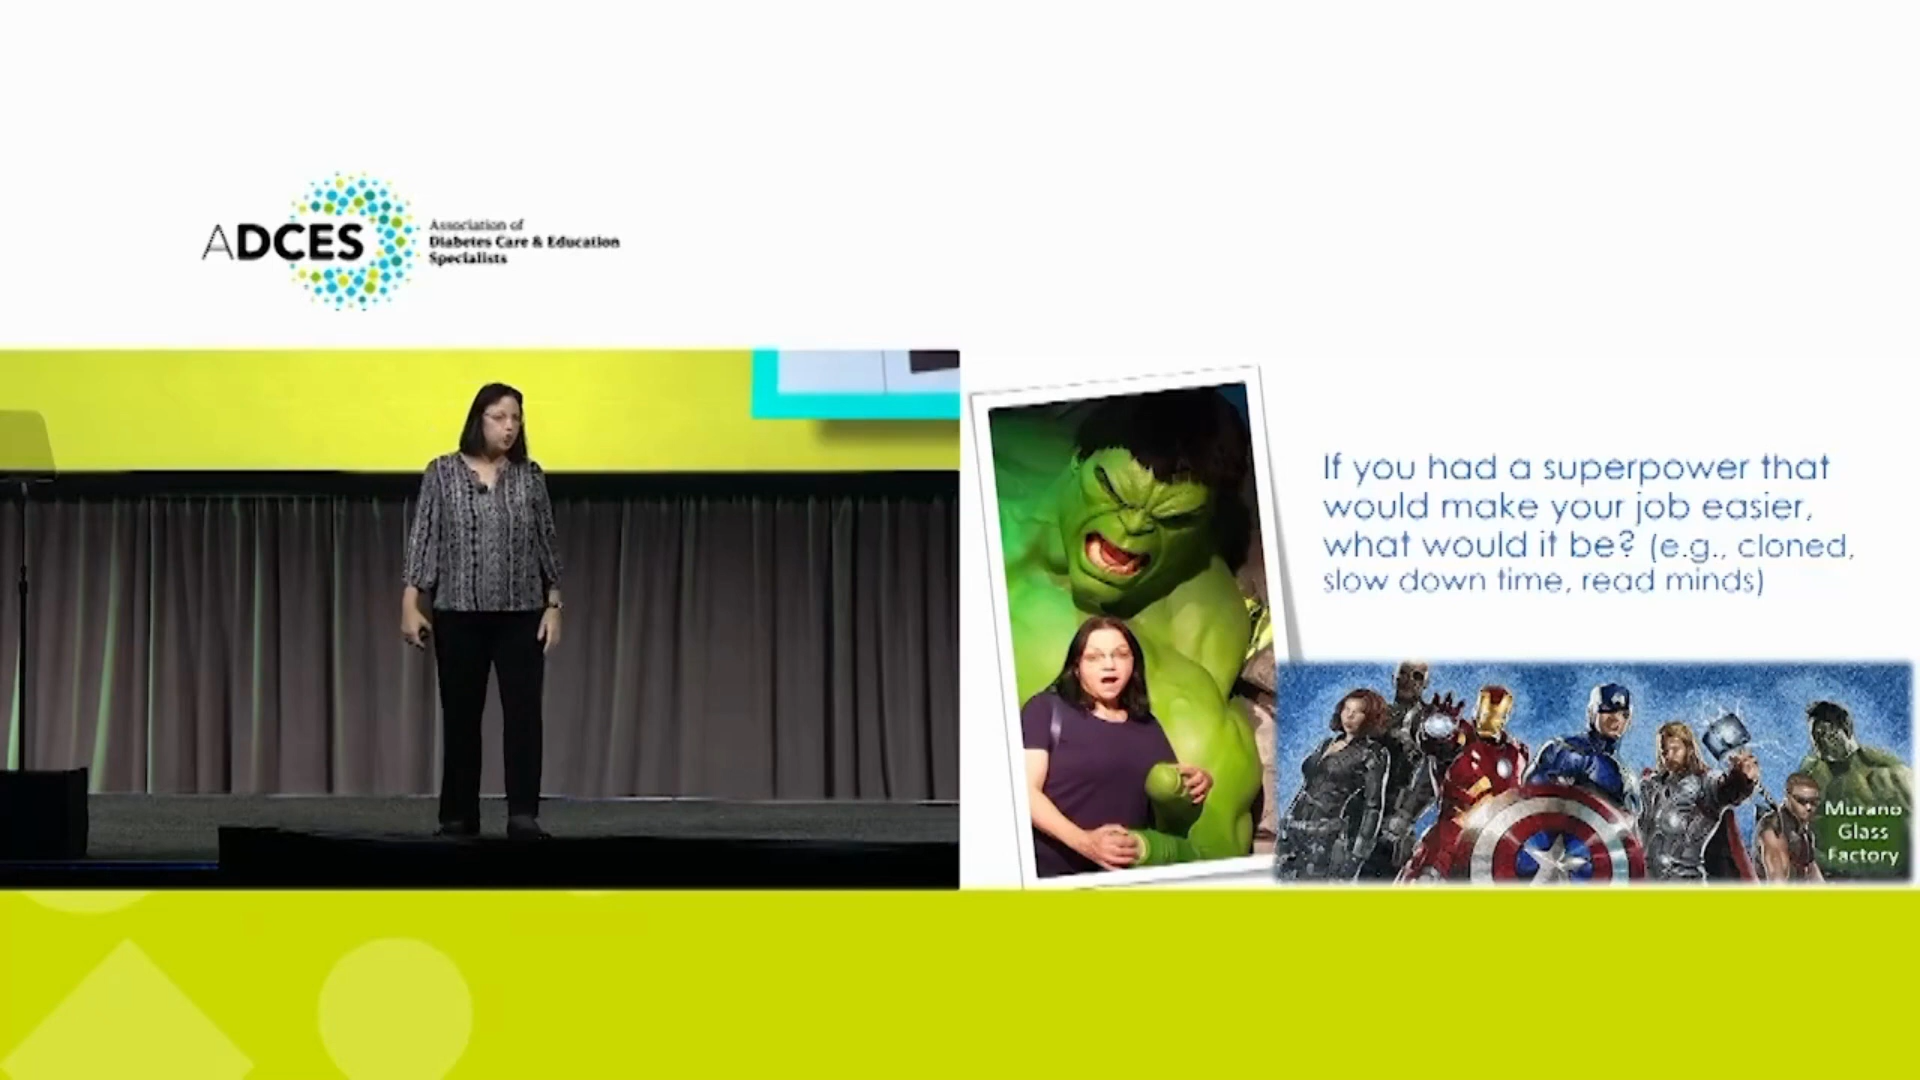 ADCES
Association of
Diabetes Care & Education
Specialists
If you had a superpower that
would make your job easier,
what would it be? (e.g., cloned,
slow down time, read minds)
Murano
Glass
Factory